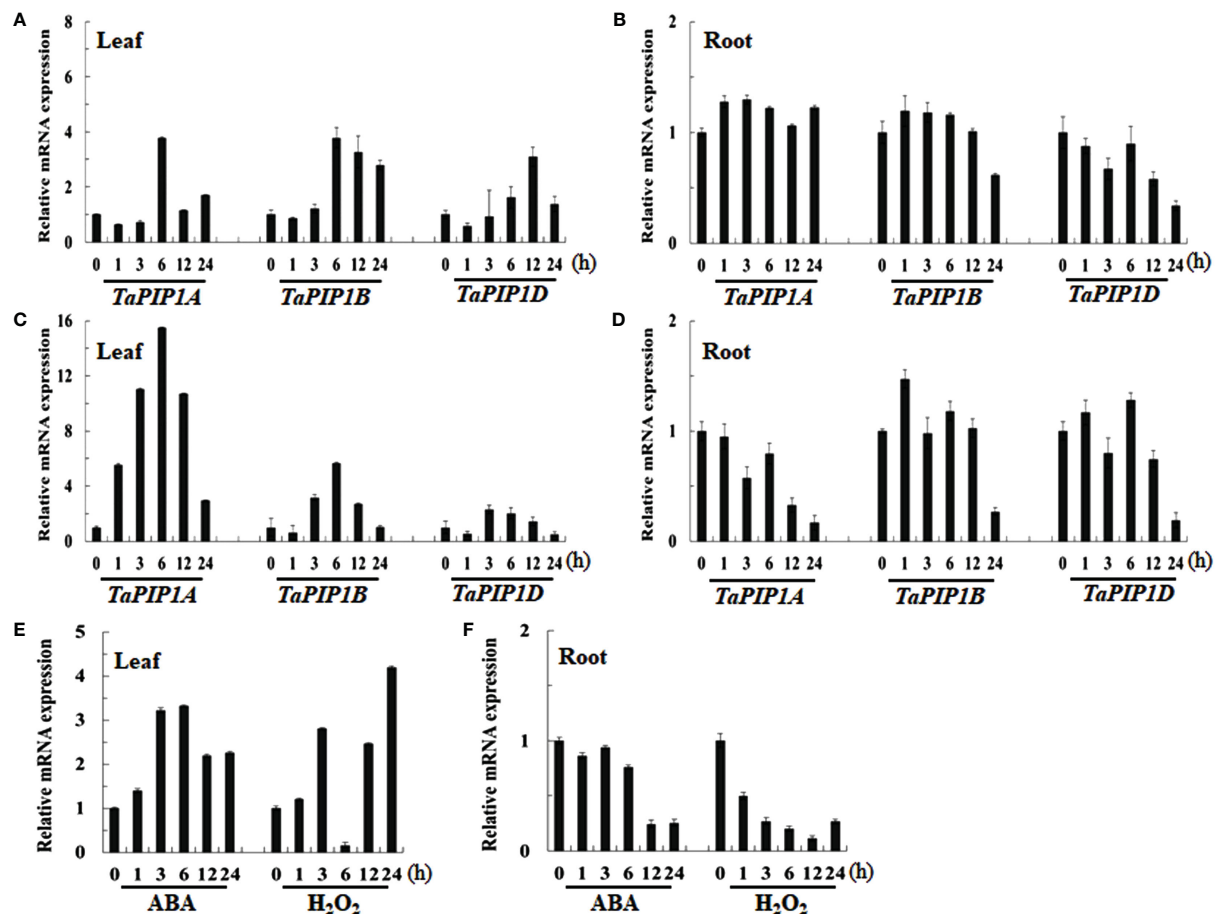 A
Leaf
Relative mRNA expression
8
6
4
2
0
0 1 3 6 12 24 0 1 3 6 12 24 0 1 3 6 12 24 (h)
TaPIP1A TaPIP1B TaPIP1D
B
Root
Relative mRNA expression
2
1
0
0 1 3 6 12 24 0 1 3 6 12 24 0 1 3 6 12 24
TaPIP1A TaPIP1B TaPIP1D
C
Leaf
Relative mRNA expression
16
12
8
4
0
0 1 3 6 12 24 0 1 3 6 12 24 0 1 3 6 12 24 (h)
TaPIP1A TaPIP1B TaPIP1D
D
Root
Relative mRNA expression
2
1
0
0 1 3 6 12 24 0 1 3 6 12 24 0 1 3 6 12 24
TaPIP1A TaPIP1B TaPIP1D
E
Leaf
Relative mRNA expression
5
4
3
2
1
0
0 1 3 6 12 24 0 1 3 6 12 24 (h)
ABA H₂O₂
F
Root
Relative mRNA expression
2
1
0
0 1 3 6 12 24 0 1 3 6 12 24 (h)
ABA H₂O₂